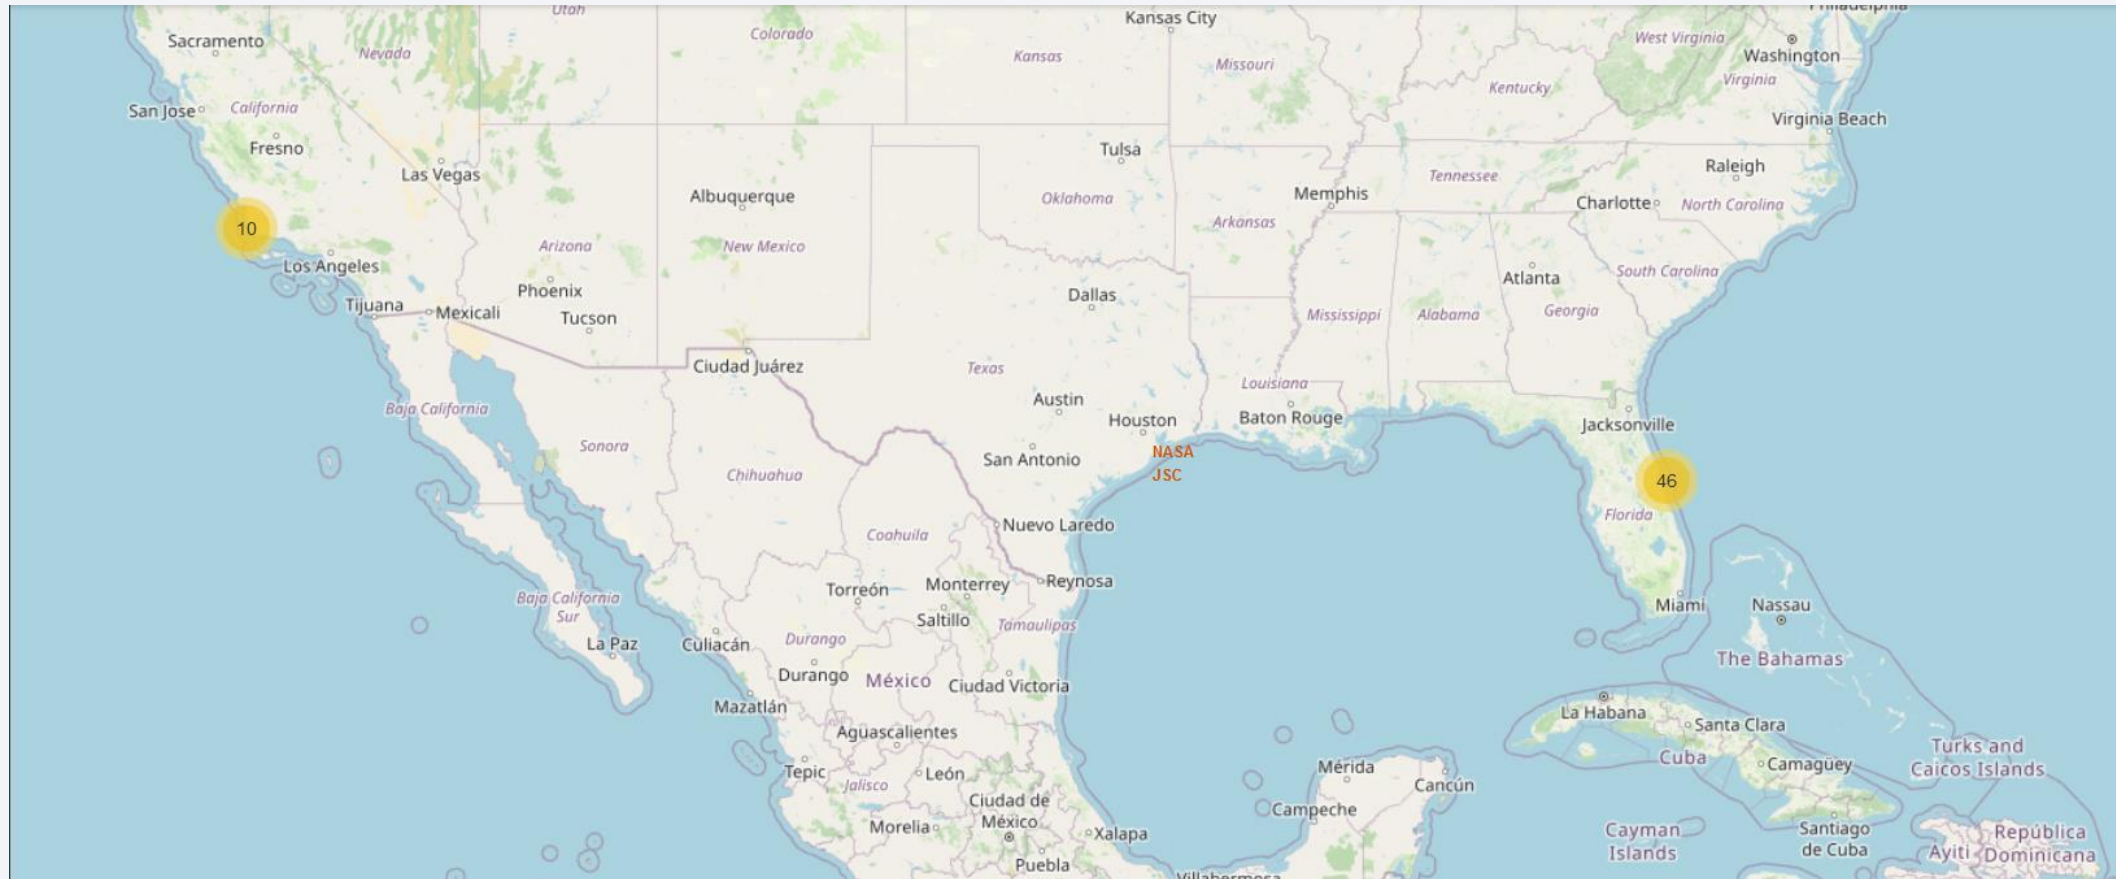 Utah
Kansas City
Philadelphia
Sacramento
Colorado
West Virginia
Nevada
Kansas
Missouri
Washington
Virginia
Kentucky
San Jose
California
Virginia Beach
Fresno
Tulsa
Raleigh
Las Vegas
Tennessee
Albuquerque
Oklahoma
Memphis
Charlotte
North Carolina
10
Arkansas
Arizona
New Mexico
Los Angeles
South Carolina
Atlanta
Phoenix
Dallas
Tijuana
Mexicali
Tucson
Mississippi
Alabama
Georgia
Ciudad Juárez
Texas
Louisiana
Austin
Baja California
Houston
Baton Rouge
Jacksonville
Sonora
San Antonio
NASA
JSC
Chihuahua
46
Florida
Nuevo Laredo
Coahuila
Torreón
Monterrey
Reynosa
Baja California
Sur
Miami
Nassau
Saltillo
Tamaulipas
La Paz
Culiacán
Durango
The Bahamas
Durango
México
Ciudad Victoria
Mazatlán
La Habana
Santa Clara
Aguascalientes
Turks and
Caicos Islands
Cuba
Camagüey
Tepic
León
Mérida
Jalisco
Cancún
Ciudad de
México
Campeche
Morelia
Xalapa
Cayman
Islands
Santiago
de Cuba
República
Dominicana
Ayiti
Puebla
Villahermosa